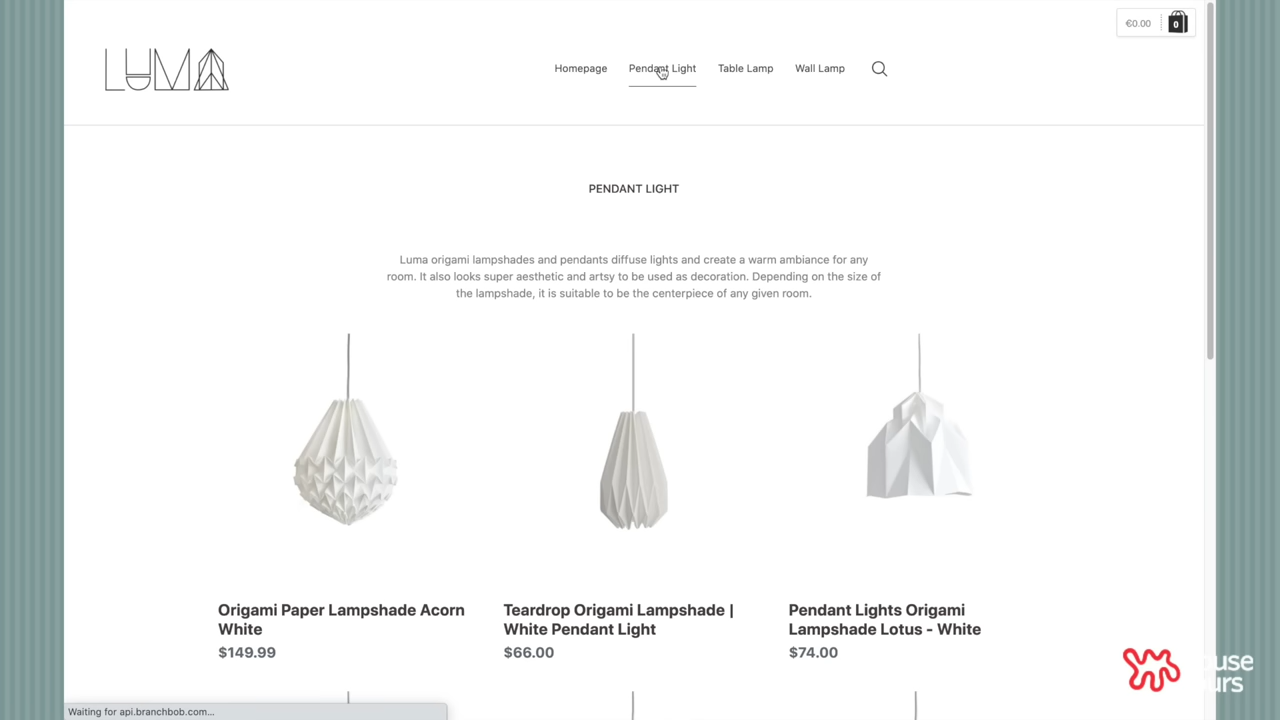 €0.00
0
LUMA
Homepage
Pendant Light
Table Lamp
Wall Lamp
PENDANT LIGHT
Luma origami lampshades and pendants diffuse lights and create a warm ambiance for any
room. It also looks super aesthetic and artsy to be used as decoration. Depending on the size of
the lampshade, it is suitable to be the centerpiece of any given room.
Origami Paper Lampshade Acorn
White
$149.99
Teardrop Origami Lampshade |
White Pendant Light
$66.00
Pendant Lights Origami
Lampshade Lotus - White
$74.00
Waiting for api.branchbob.com...